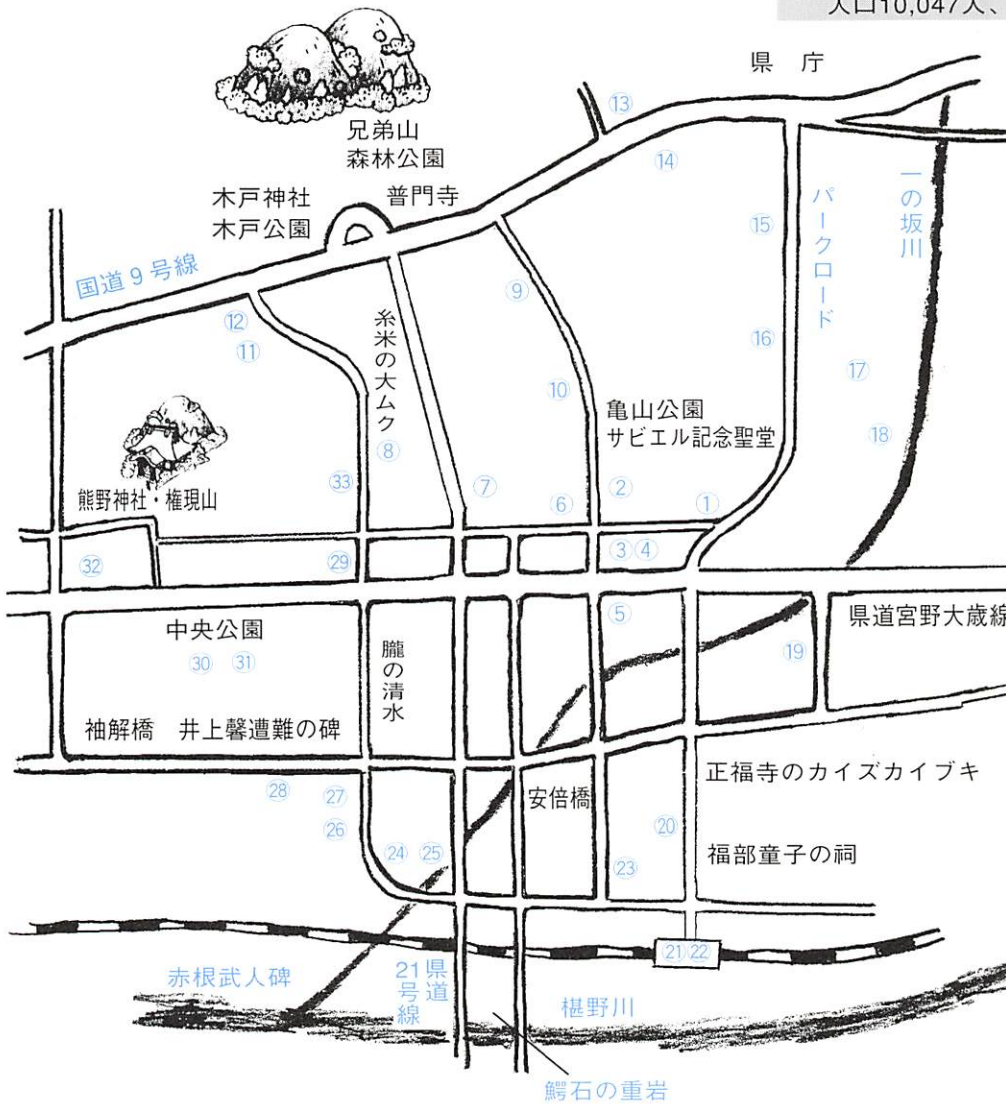 人口10,047人、
県 庁
⑬
兄弟山
森林公園
⑭
木戸神社
木戸公園
普門寺
一の坂川
パークロード
⑮
国道9号線
⑨
⑫
⑪
糸米の大ムク
⑯
⑩
⑰
亀山公園
サビエル記念聖堂
⑱
⑧
熊野神社・権現山
㉝
⑦
⑥
②
①
㉜
㉙
③④
中央公園
⑤
県道宮野大歳線
㉚ ㉛
朧の清水
⑲
袖解橋 井上馨遭難の碑
正福寺のカイズカイブキ
㉘
㉗
安倍橋
㉖
⑳
㉔ ㉕
福部童子の祠
㉓
㉑㉒
赤根武人碑
県道
21号線
椹野川
鰐石の重岩